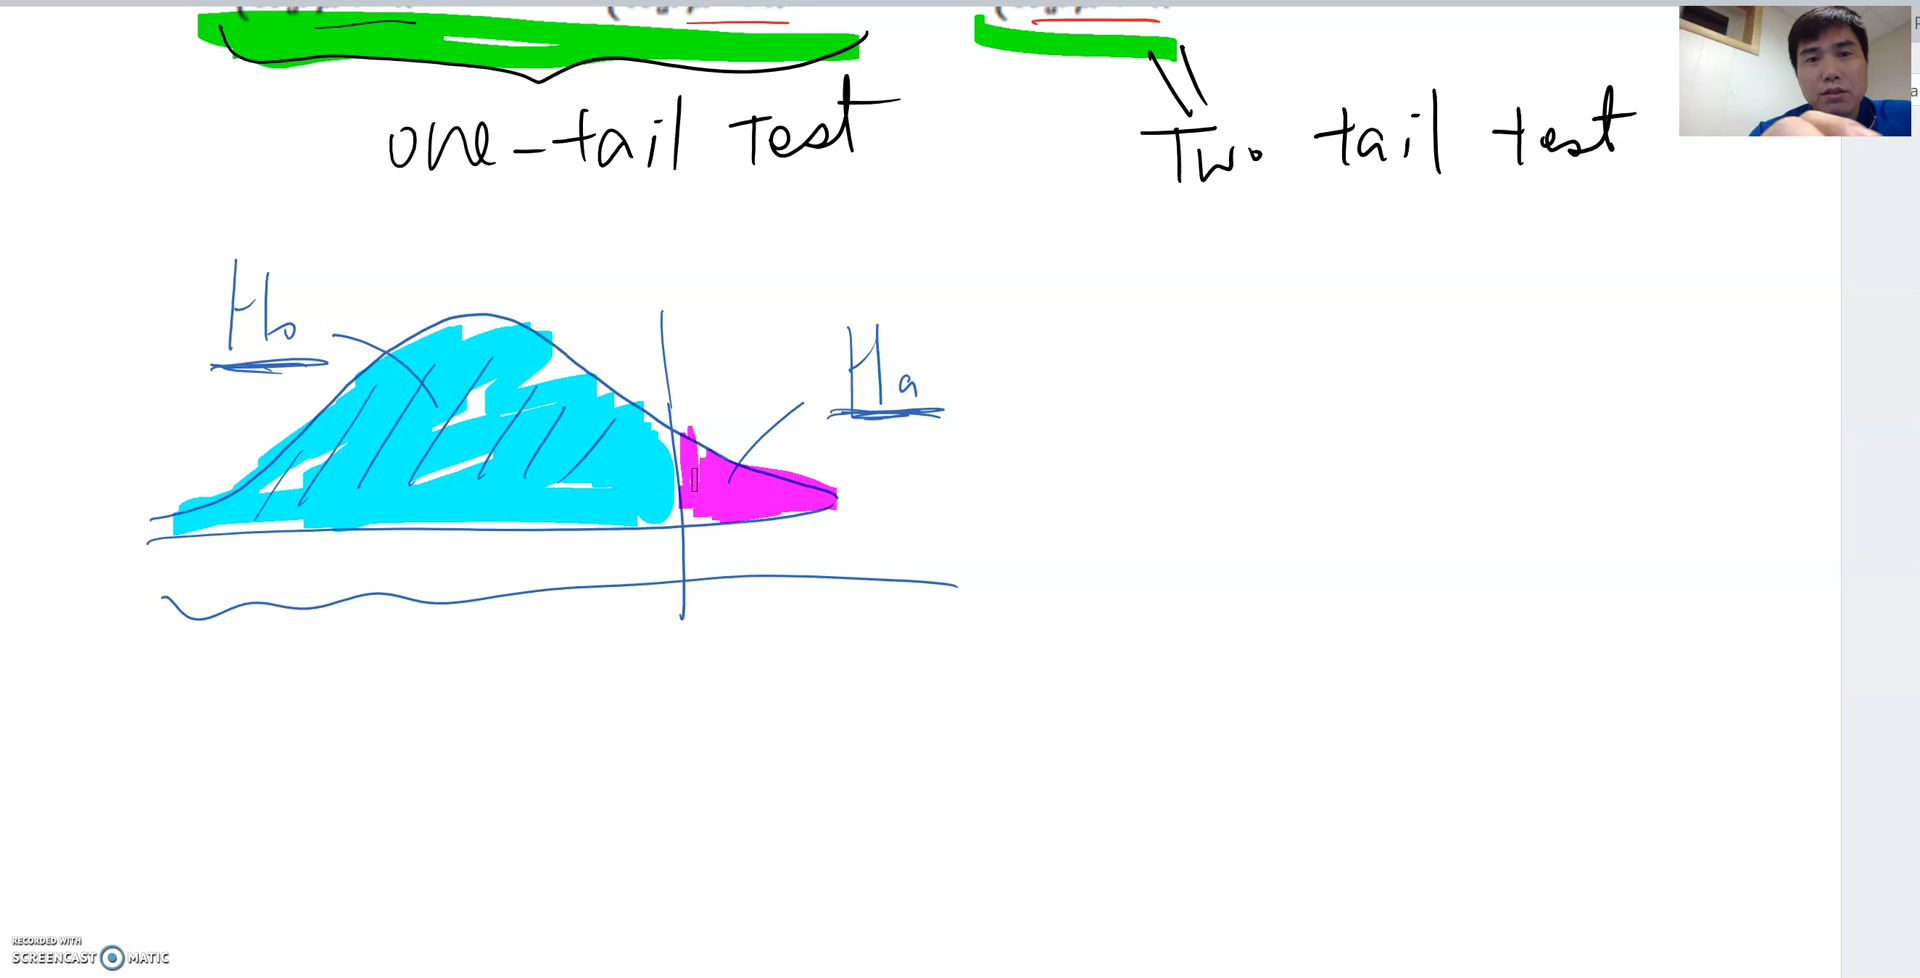 one-tail Test
Two tail test
Ho
Ha
RECORDED WITH
SCREENCAST MATIC